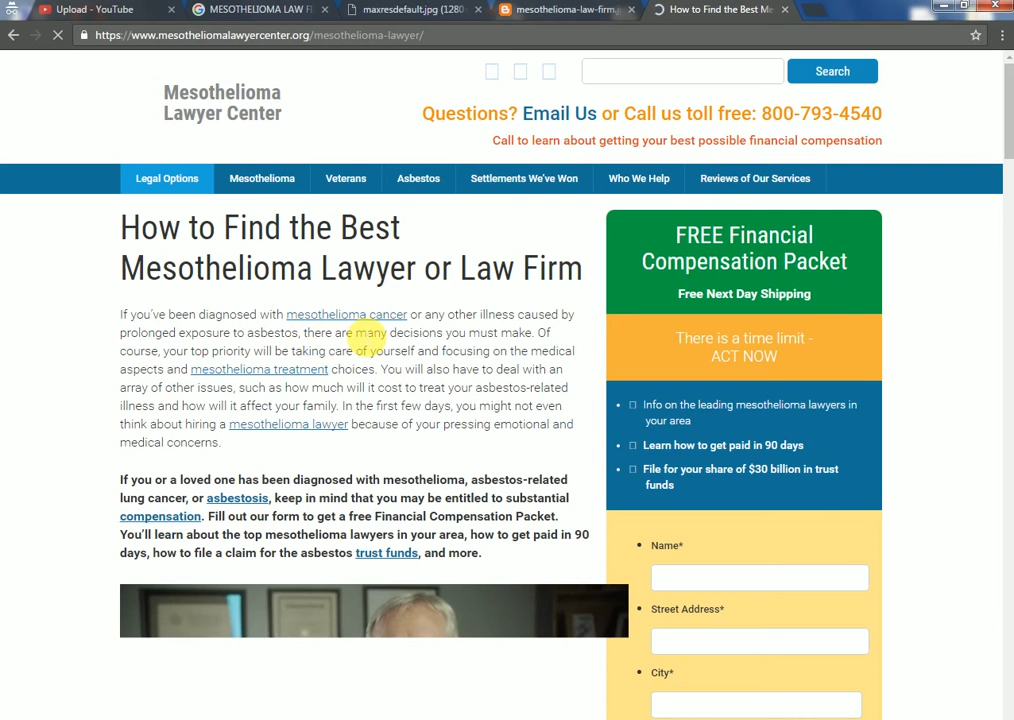 Upload - YouTube
MESOTHELIOMA LAW F
maxresdefault.jpg (1280
mesothelioma-law-firm.j
How to Find the Best Me
https://www.mesotheliomalawyercenter.org/mesothelioma-lawyer/
Mesothelioma
Lawyer Center
Search
Questions? Email Us or Call us toll free: 800-793-4540
Call to learn about getting your best possible financial compensation
Legal Options Mesothelioma Veterans Asbestos Settlements We've Won Who We Help Reviews of Our Services
How to Find the Best
Mesothelioma Lawyer or Law Firm
If you've been diagnosed with mesothelioma cancer or any other illness caused by
prolonged exposure to asbestos, there are many decisions you must make. Of
course, your top priority will be taking care of yourself and focusing on the medical
aspects and mesothelioma treatment choices. You will also have to deal with an
array of other issues, such as how much will it cost to treat your asbestos-related
illness and how will it affect your family. In the first few days, you might not even
think about hiring a mesothelioma lawyer because of your pressing emotional and
medical concerns.
If you or a loved one has been diagnosed with mesothelioma, asbestos-related
lung cancer, or asbestosis, keep in mind that you may be entitled to substantial
compensation. Fill out our form to get a free Financial Compensation Packet.
You'll learn about the top mesothelioma lawyers in your area, how to get paid in 90
days, how to file a claim for the asbestos trust funds, and more.
FREE Financial
Compensation Packet
Free Next Day Shipping
There is a time limit -
ACT NOW
Info on the leading mesothelioma lawyers in
your area
Learn how to get paid in 90 days
File for your share of $30 billion in trust
funds
Name*
Street Address*
City*